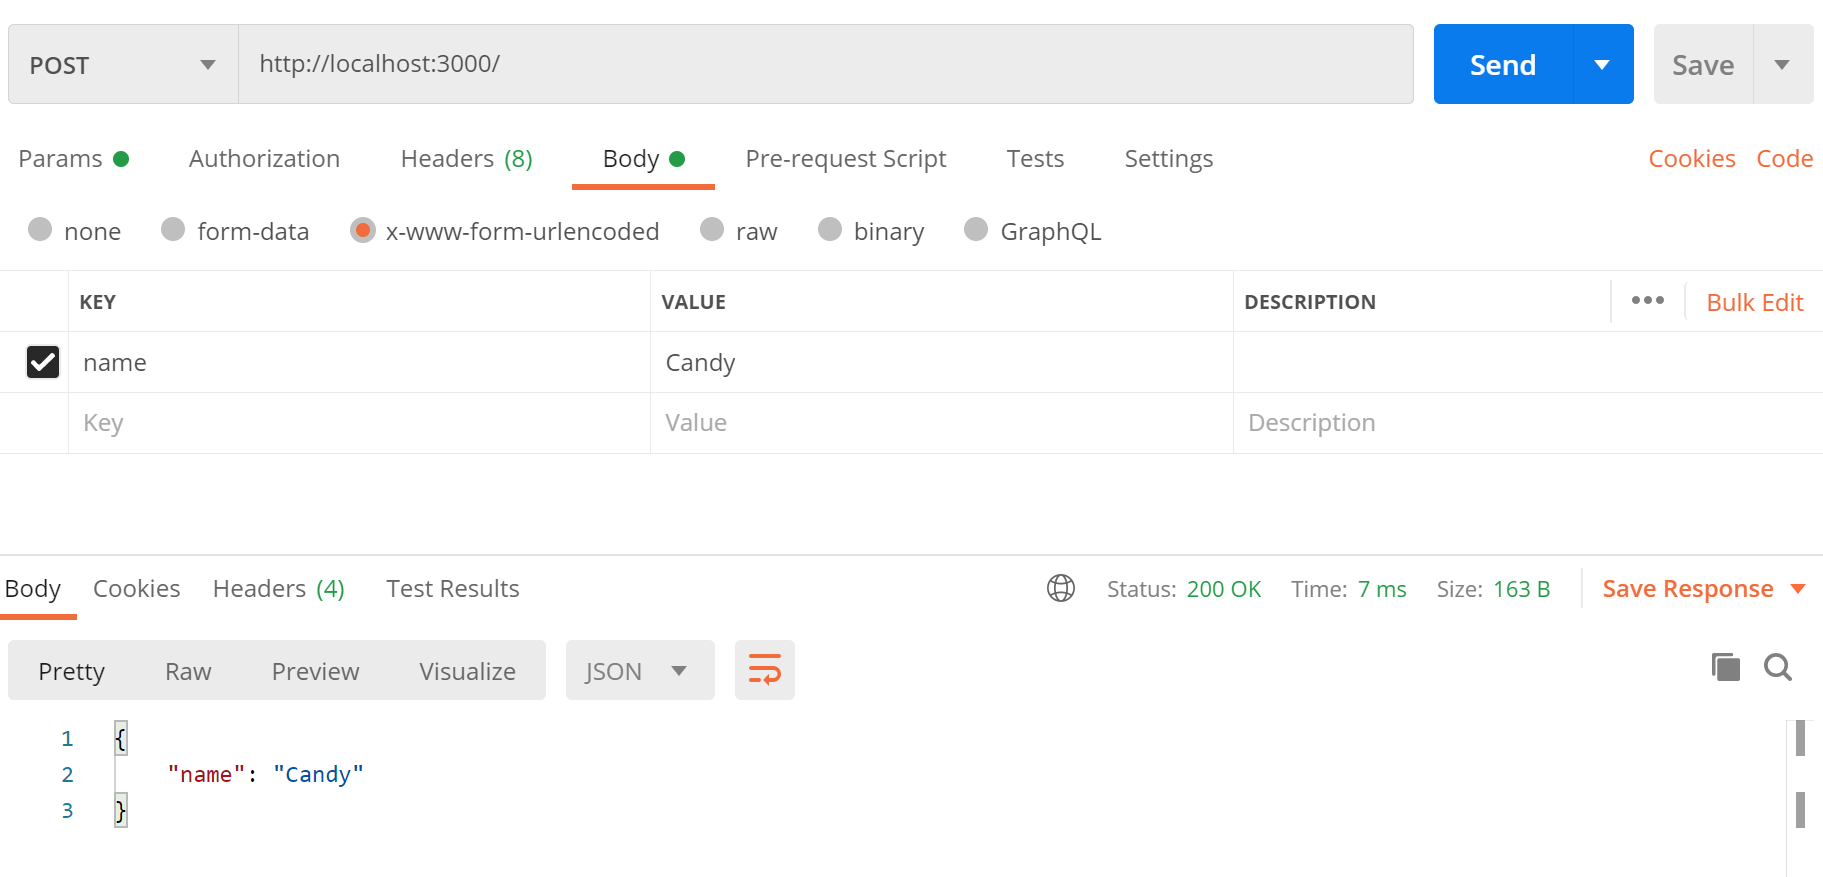 POST http://localhost:3000/ Send Save
Params Authorization Headers (8) Body Pre-request Script Tests Settings Cookies Code
none form-data x-www-form-urlencoded raw binary GraphQL
KEY VALUE DESCRIPTION ••• Bulk Edit
name Candy
Key Value Description
Body Cookies Headers (4) Test Results Status: 200 OK Time: 7 ms Size: 163 B Save Response
Pretty Raw Preview Visualize JSON
1 {
2 "name": "Candy"
3 }